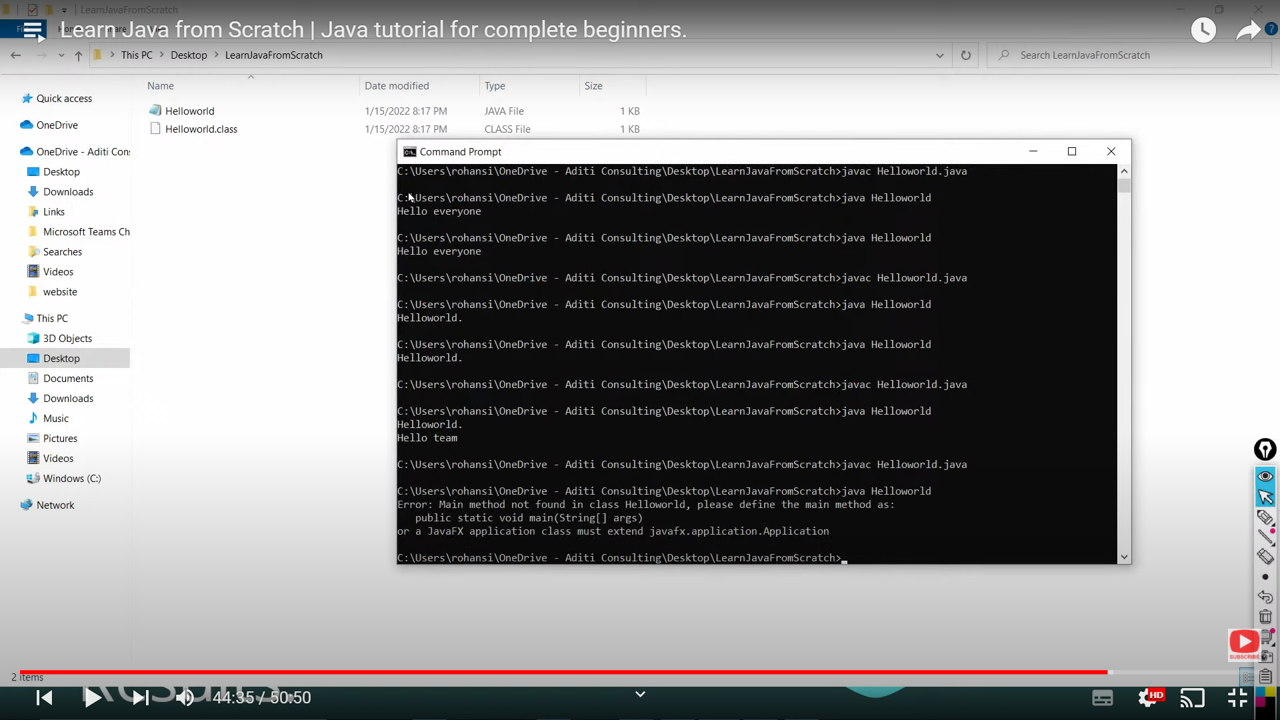 LearnJavaFromScratch
Learn Java from Scratch | Java tutorial for complete beginners.
This PC Desktop LearnJavaFromScratch
Search LearnJavaFromScratch
Name Date modified Type Size
Helloworld 1/15/2022 8:17 PM JAVA File 1 KB
Helloworld.class 1/15/2022 8:17 PM CLASS File 1 KB
Quick access
OneDrive
OneDrive - Aditi Cons
Desktop
Downloads
Links
Microsoft Teams Ch
Searches
Videos
website
This PC
3D Objects
Desktop
Documents
Downloads
Music
Pictures
Videos
Windows (C:)
Network
Command Prompt
C:\Users\rohansi\OneDrive - Aditi Consulting\Desktop\LearnJavaFromScratch>javac Helloworld.java
C:\Users\rohansi\OneDrive - Aditi Consulting\Desktop\LearnJavaFromScratch>java Helloworld
Hello everyone
C:\Users\rohansi\OneDrive - Aditi Consulting\Desktop\LearnJavaFromScratch>java Helloworld
Hello everyone
C:\Users\rohansi\OneDrive - Aditi Consulting\Desktop\LearnJavaFromScratch>javac Helloworld.java
C:\Users\rohansi\OneDrive - Aditi Consulting\Desktop\LearnJavaFromScratch>java Helloworld
Helloworld.
C:\Users\rohansi\OneDrive - Aditi Consulting\Desktop\LearnJavaFromScratch>java Helloworld
Helloworld.
C:\Users\rohansi\OneDrive - Aditi Consulting\Desktop\LearnJavaFromScratch>javac Helloworld.java
C:\Users\rohansi\OneDrive - Aditi Consulting\Desktop\LearnJavaFromScratch>java Helloworld
Helloworld.
Hello team
C:\Users\rohansi\OneDrive - Aditi Consulting\Desktop\LearnJavaFromScratch>javac Helloworld.java
C:\Users\rohansi\OneDrive - Aditi Consulting\Desktop\LearnJavaFromScratch>java Helloworld
Error: Main method not found in class Helloworld, please define the main method as:
public static void main(String[] args)
or a JavaFX application class must extend javafx.application.Application
C:\Users\rohansi\OneDrive - Aditi Consulting\Desktop\LearnJavaFromScratch>
SUBSCRIBE
2 items
44:35 / 50:50
HD